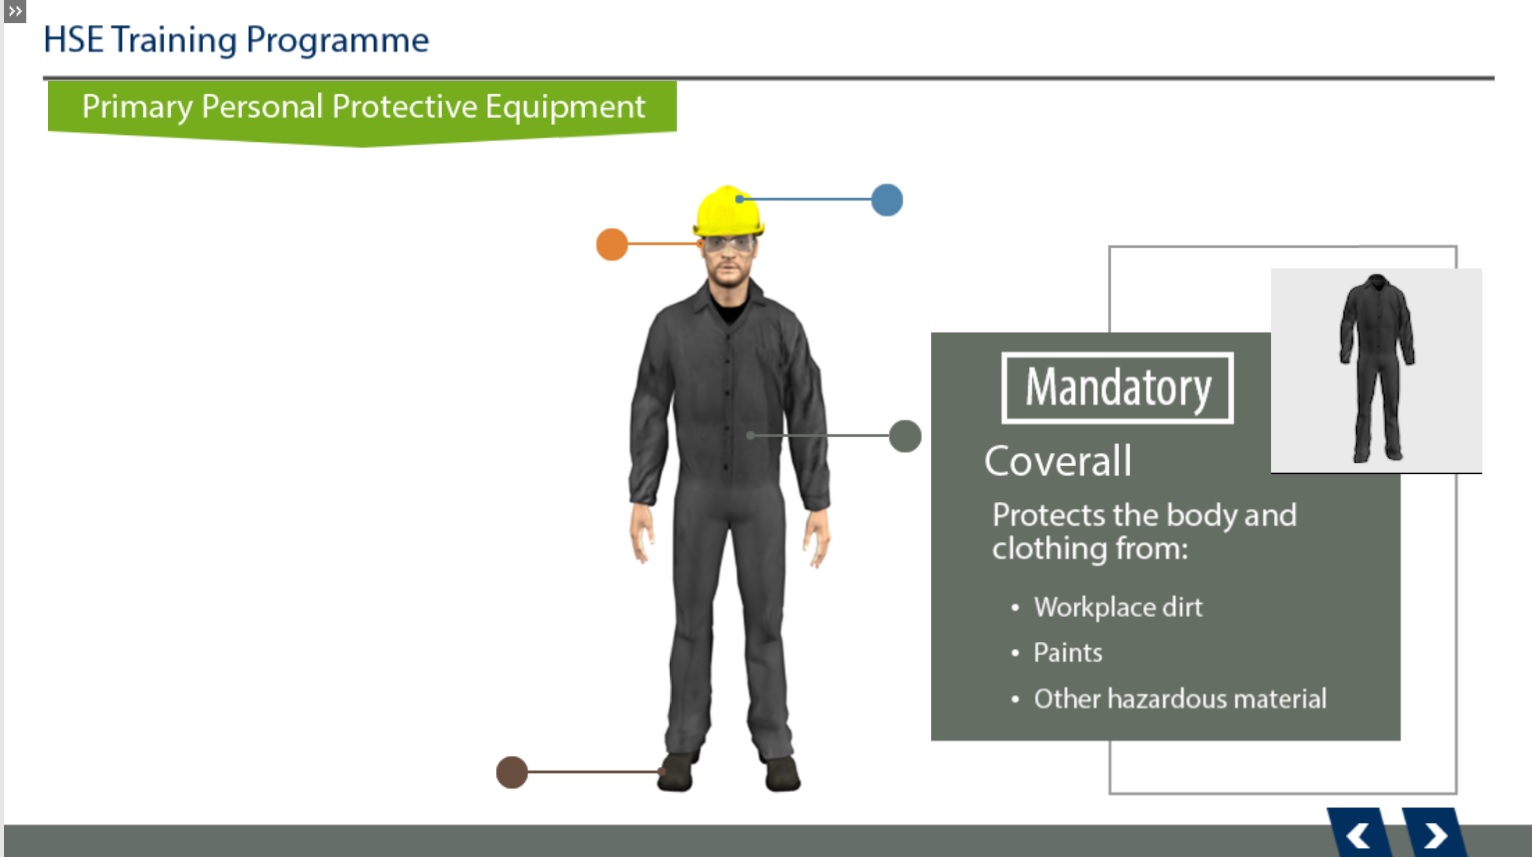 HSE Training Programme
Primary Personal Protective Equipment
Mandatory
Coverall
Protects the body and
clothing from:
• Workplace dirt
• Paints
• Other hazardous material